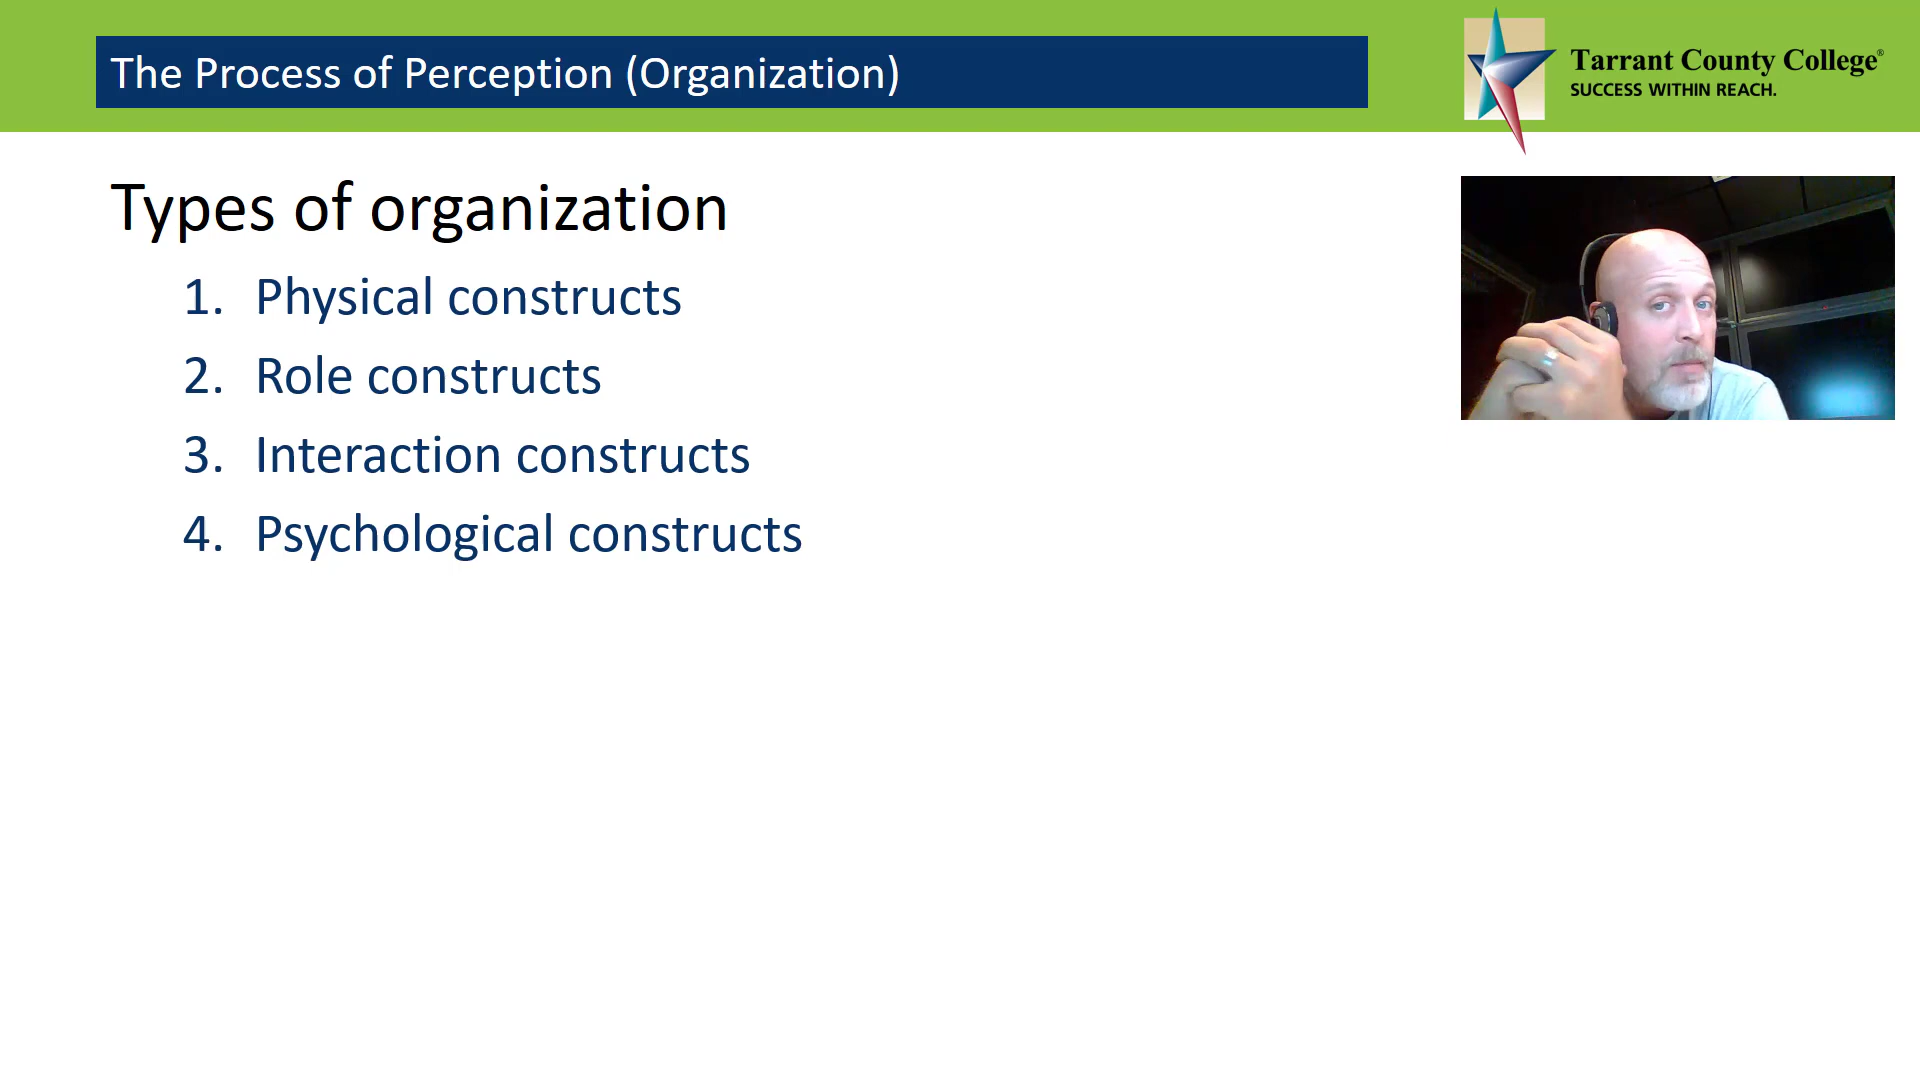 The Process of Perception (Organization)
Tarrant County College®
SUCCESS WITHIN REACH.
Types of organization
1. Physical constructs
2. Role constructs
3. Interaction constructs
4. Psychological constructs